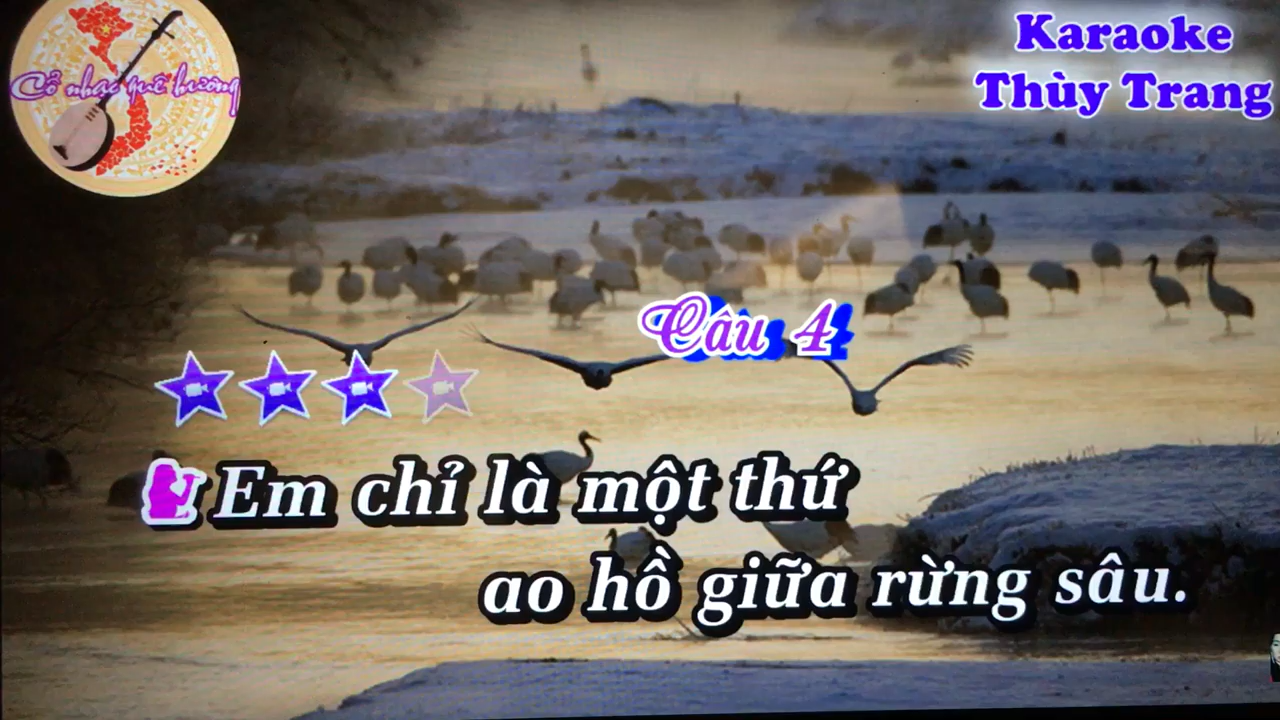 Cổ nhạc quê hương
Karaoke
Thùy Trang
Câu 4
Em chỉ là một thứ
ao hồ giữa rừng sâu.